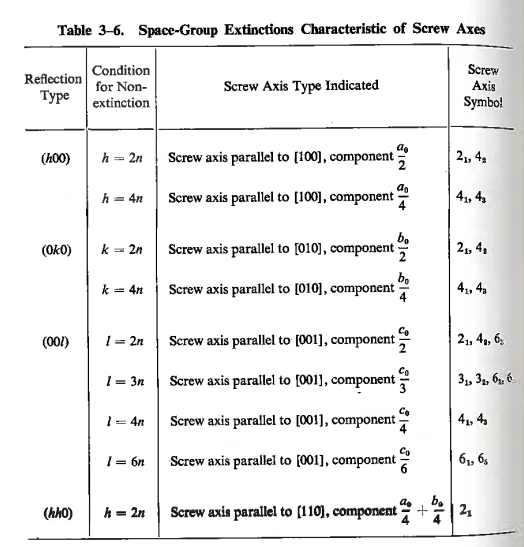 Table 3–6. Space-Group Extinctions Characteristic of Screw Axes
Reflection Type | Condition for Non-extinction | Screw Axis Type Indicated | Screw Axis Symbol
(h00) | h = 2n | Screw axis parallel to [100], component a₀/2 | 2₁, 4₂
h = 4n | Screw axis parallel to [100], component a₀/4 | 4₁, 4₃
(0k0) | k = 2n | Screw axis parallel to [010], component b₀/2 | 2₁, 4₂
k = 4n | Screw axis parallel to [010], component b₀/4 | 4₁, 4₃
(00l) | l = 2n | Screw axis parallel to [001], component c₀/2 | 2₁, 4₂, 6₃
l = 3n | Screw axis parallel to [001], component c₀/3 | 3₁, 3₂, 6₂, 6
l = 4n | Screw axis parallel to [001], component c₀/4 | 4₁, 4₃
l = 6n | Screw axis parallel to [001], component c₀/6 | 6₁, 6₅
(hh0) | h = 2n | Screw axis parallel to [110], component a₀/4 + b₀/4 | 2₁